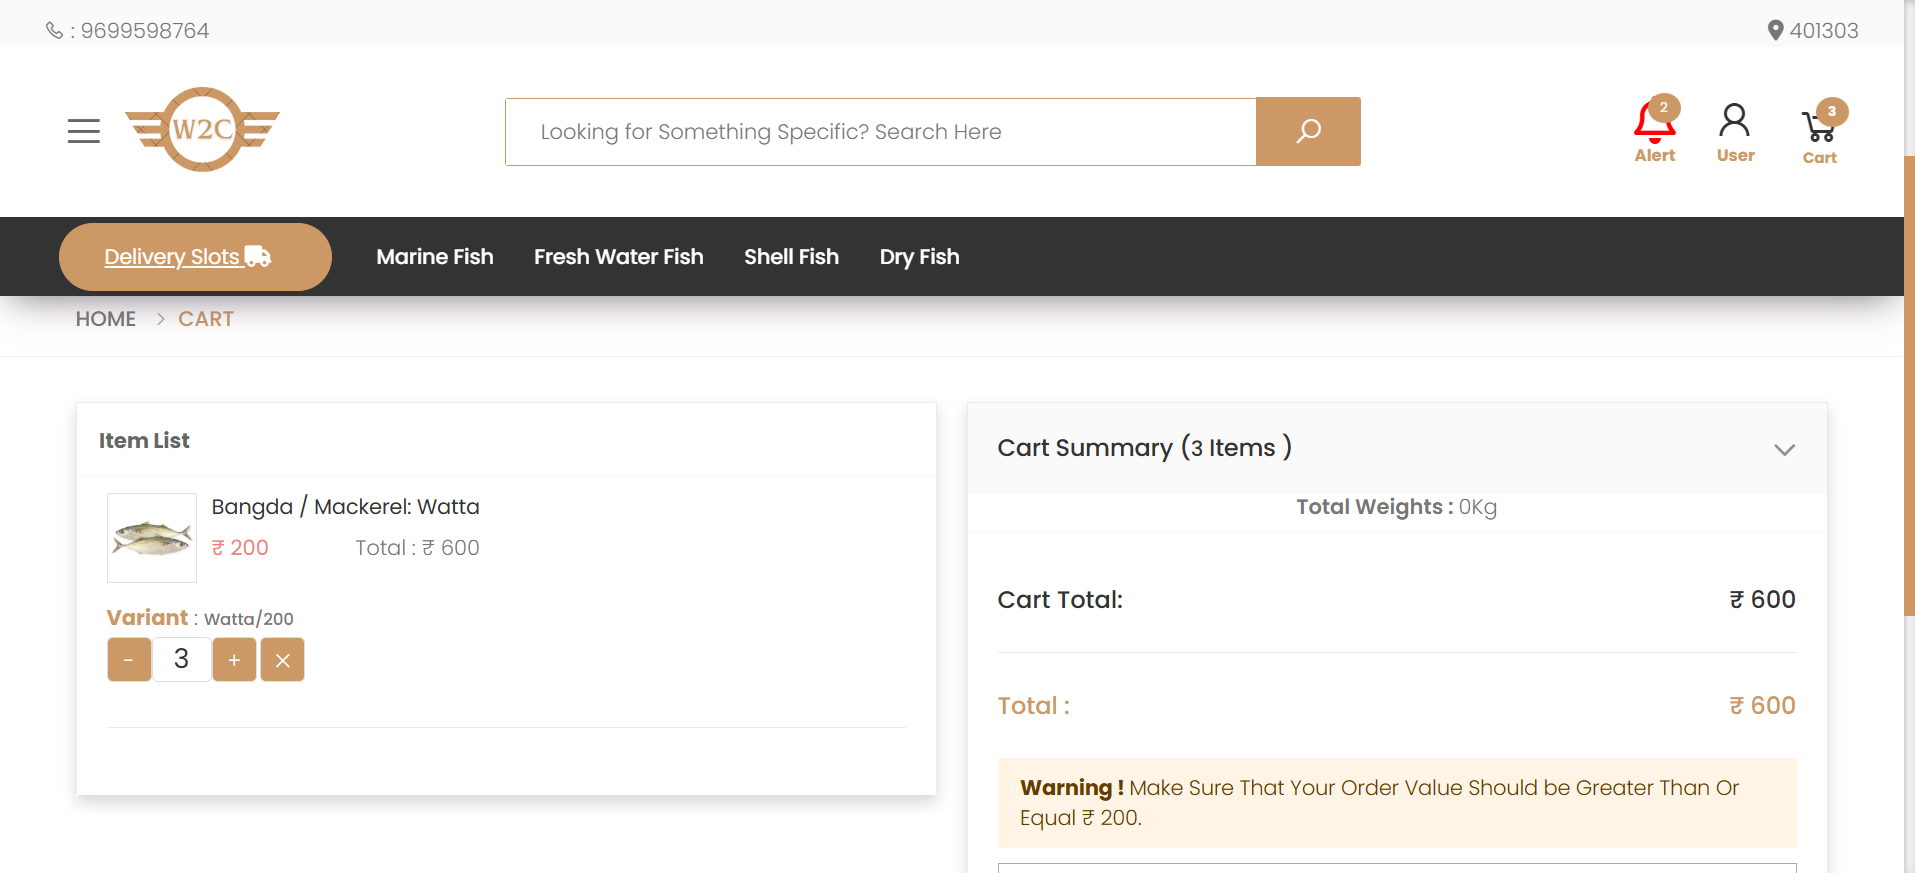 : 9699598764
401303
W2C
Looking for Something Specific? Search Here
2
Alert
User
3
Cart
Delivery Slots
Marine Fish
Fresh Water Fish
Shell Fish
Dry Fish
HOME > CART
Item List
Bangda / Mackerel: Watta
₹ 200
Total : ₹ 600
Variant : Watta/200
-
3
+
×
Cart Summary (3 Items )
Total Weights : 0Kg
Cart Total:
₹ 600
Total :
₹ 600
Warning ! Make Sure That Your Order Value Should be Greater Than Or
Equal ₹ 200.